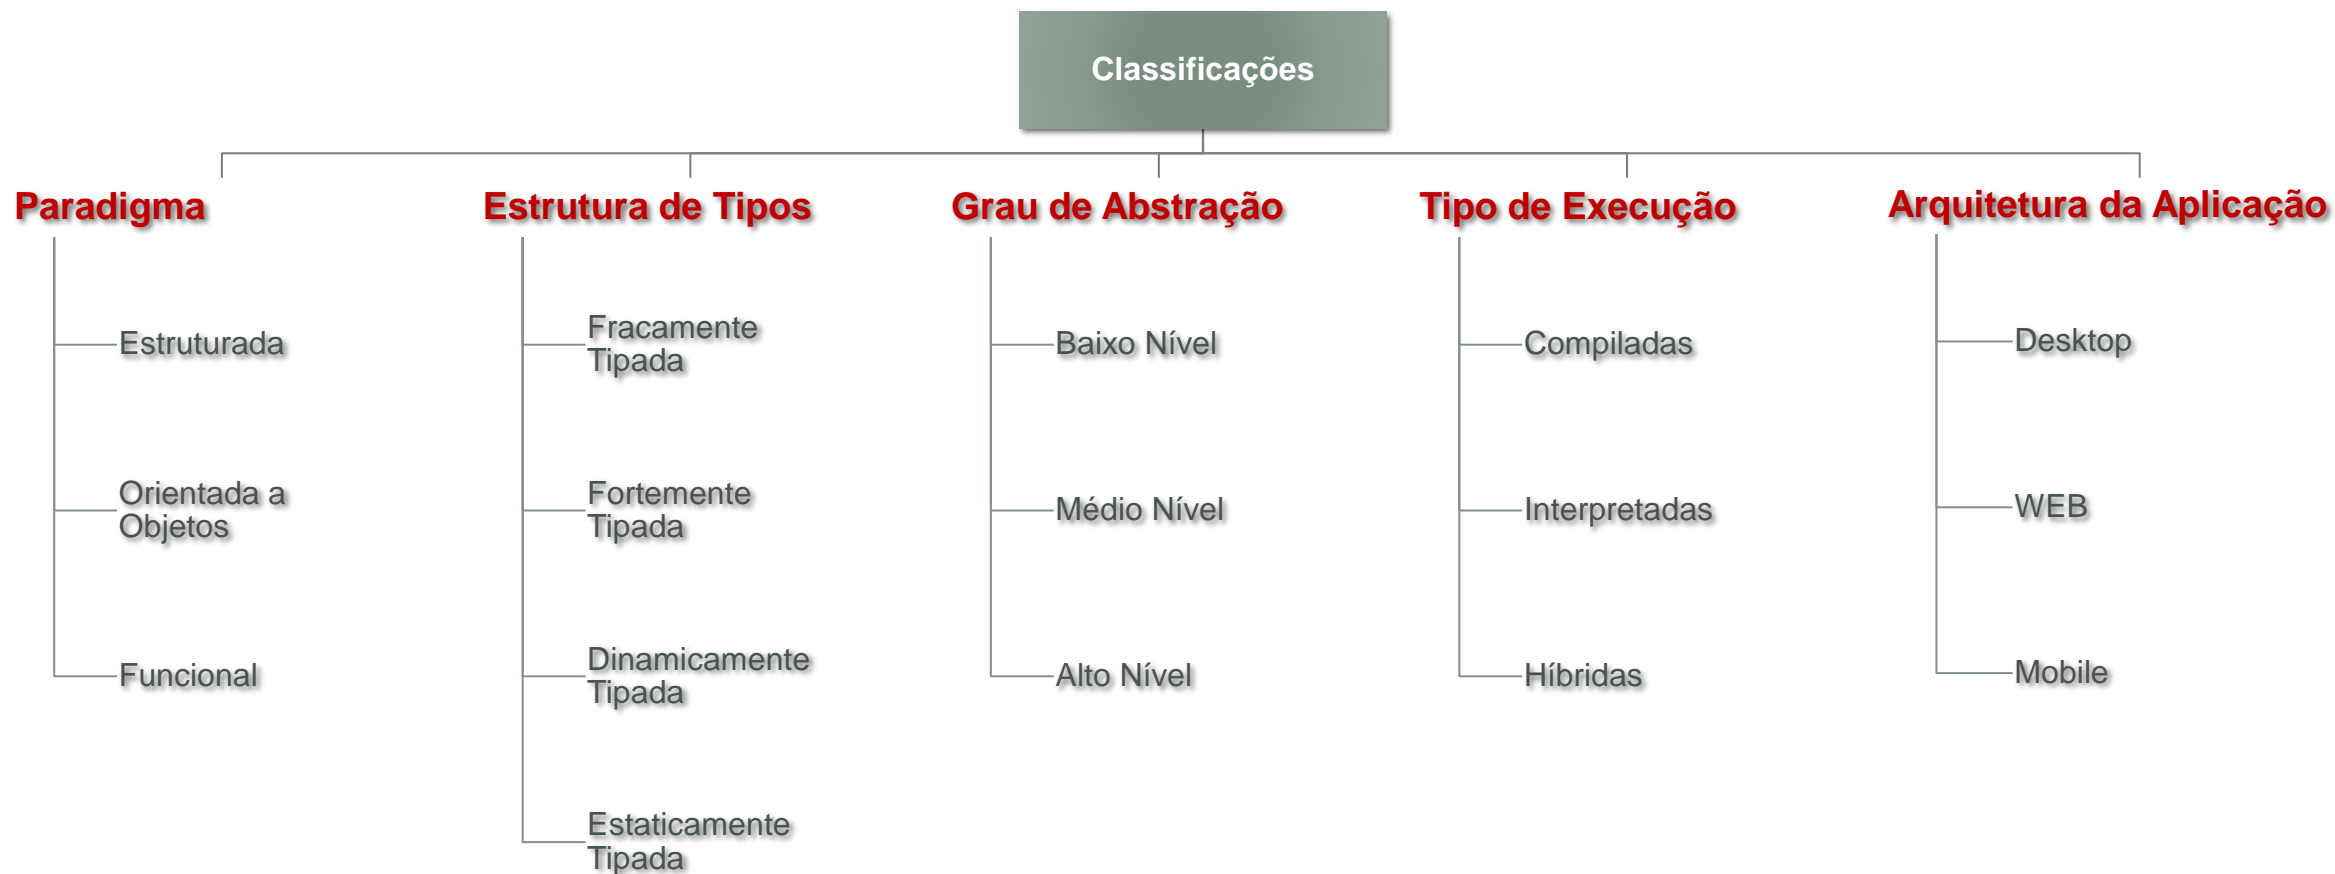 Classificações
Paradigma
Estruturada
Orientada a
Objetos
Funcional
Estrutura de Tipos
Fracamente
Tipada
Fortemente
Tipada
Dinamicamente
Tipada
Estaticamente
Tipada
Grau de Abstração
Baixo Nível
Médio Nível
Alto Nível
Tipo de Execução
Compiladas
Interpretadas
Híbridas
Arquitetura da Aplicação
Desktop
WEB
Mobile